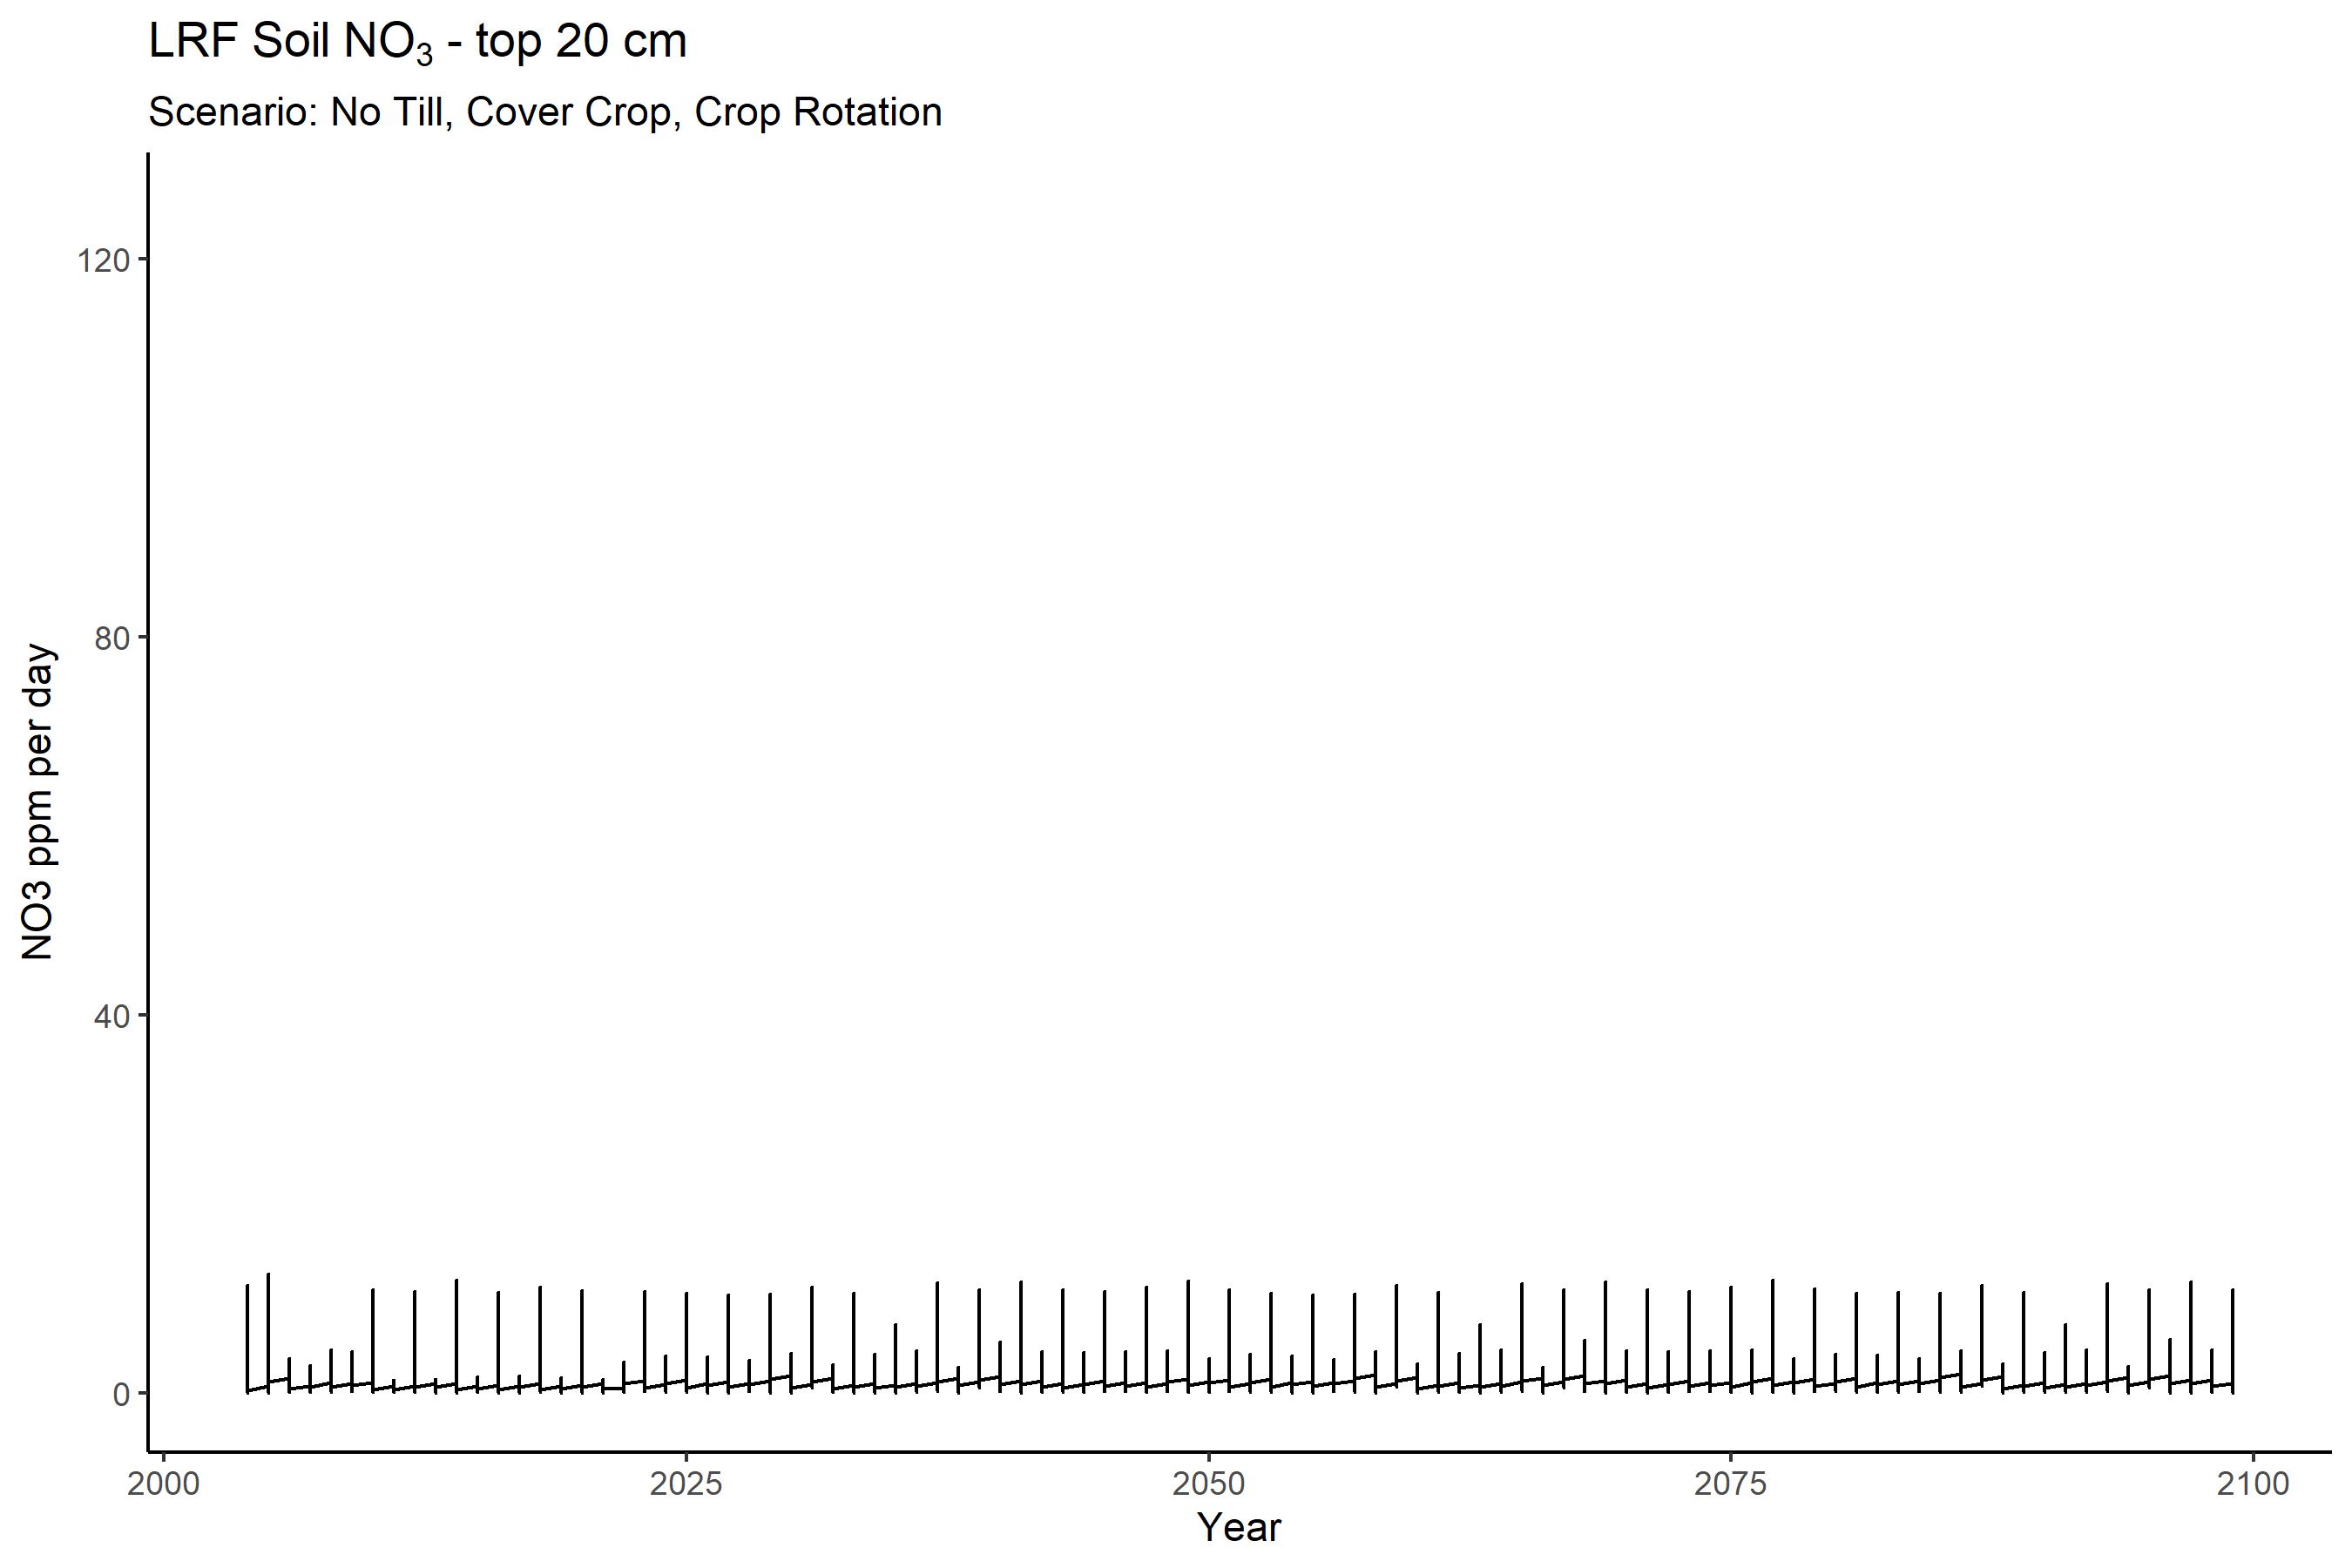 LRF Soil NO₃ - top 20 cm
Scenario: No Till, Cover Crop, Crop Rotation
120
80
40
0
NO3 ppm per day
2000 2025 2050 2075 2100
Year